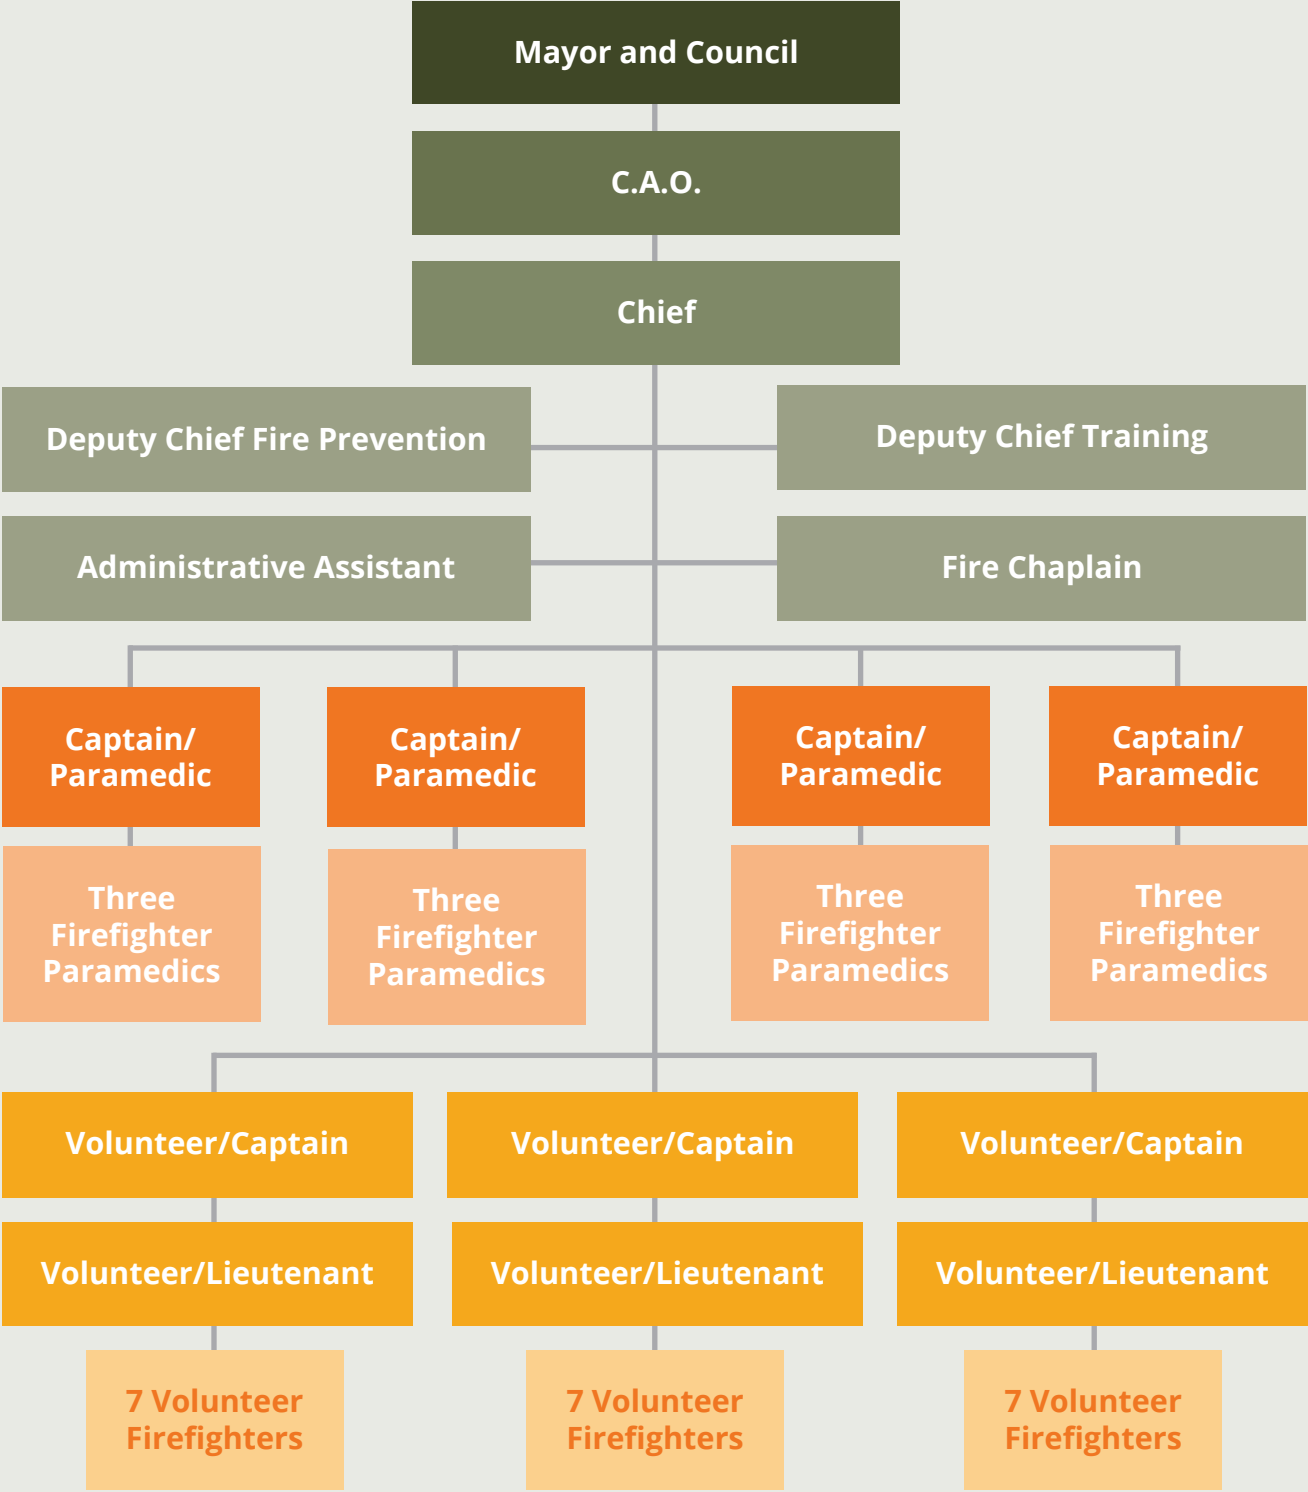 Mayor and Council
C.A.O.
Chief
Deputy Chief Fire Prevention
Deputy Chief Training
Administrative Assistant
Fire Chaplain
Captain/
Paramedic
Captain/
Paramedic
Captain/
Paramedic
Captain/
Paramedic
Three
Firefighter
Paramedics
Three
Firefighter
Paramedics
Three
Firefighter
Paramedics
Three
Firefighter
Paramedics
Volunteer/Captain
Volunteer/Captain
Volunteer/Captain
Volunteer/Lieutenant
Volunteer/Lieutenant
Volunteer/Lieutenant
7 Volunteer
Firefighters
7 Volunteer
Firefighters
7 Volunteer
Firefighters